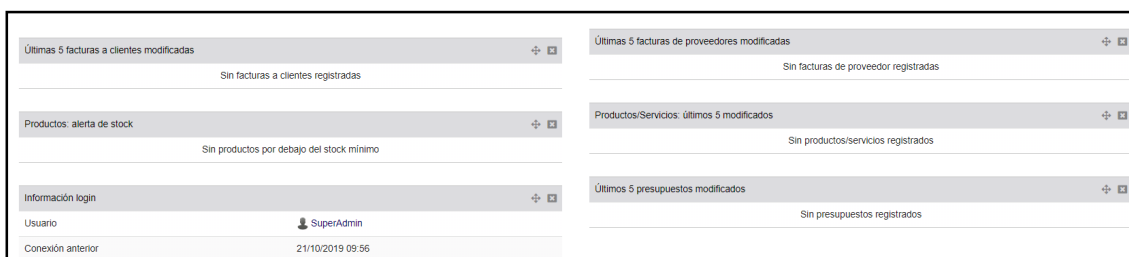 Últimas 5 facturas a clientes modificadas
Sin facturas a clientes registradas
Productos: alerta de stock
Sin productos por debajo del stock mínimo
Información login
Usuario SuperAdmin
Conexión anterior 21/10/2019 09:56
Últimas 5 facturas de proveedores modificadas
Sin facturas de proveedor registradas
Productos/Servicios: últimos 5 modificados
Sin productos/servicios registrados
Últimos 5 presupuestos modificados
Sin presupuestos registrados